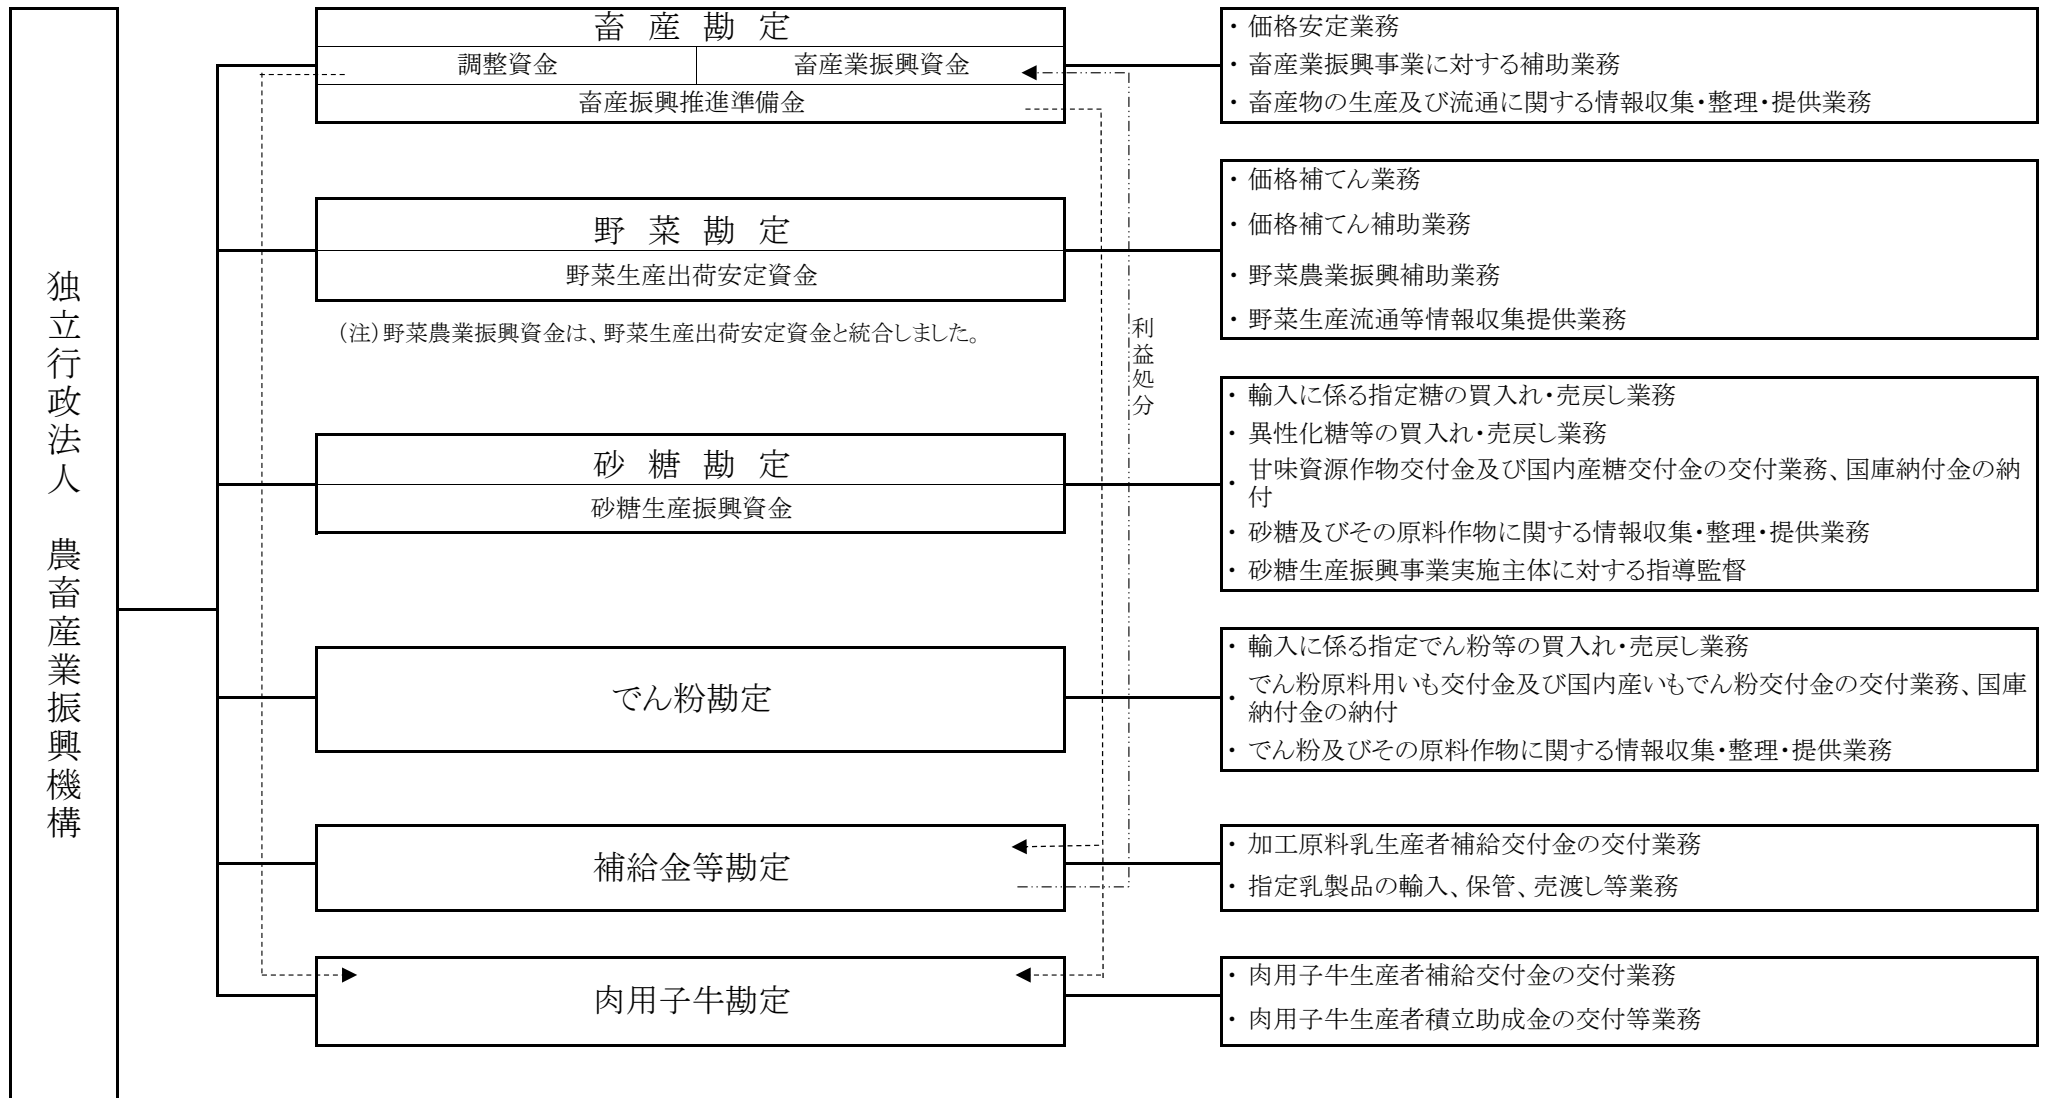 独立行政法人　農畜産業振興機構
畜産勘定
調整資金
畜産業振興資金
畜産振興推進準備金
・価格安定業務
・畜産業振興事業に対する補助業務
・畜産物の生産及び流通に関する情報収集・整理・提供業務
野菜勘定
野菜生産出荷安定資金
（注）野菜農業振興資金は、野菜生産出荷安定資金と統合しました。
・価格補てん業務
・価格補てん補助業務
・野菜農業振興補助業務
・野菜生産流通等情報収集提供業務
利益処分
砂糖勘定
砂糖生産振興資金
・輸入に係る指定糖の買入れ・売戻し業務
・異性化糖等の買入れ・売戻し業務
・甘味資源作物交付金及び国内産糖交付金の交付業務、国庫納付金の納
付
・砂糖及びその原料作物に関する情報収集・整理・提供業務
・砂糖生産振興事業実施主体に対する指導監督
でん粉勘定
・輸入に係る指定でん粉等の買入れ・売戻し業務
・でん粉原料用いも交付金及び国内産いもでん粉交付金の交付業務、国庫
納付金の納付
・でん粉及びその原料作物に関する情報収集・整理・提供業務
補給金等勘定
・加工原料乳生産者補給交付金の交付業務
・指定乳製品の輸入、保管、売渡し等業務
肉用子牛勘定
・肉用子牛生産者補給交付金の交付業務
・肉用子牛生産者積立助成金の交付等業務